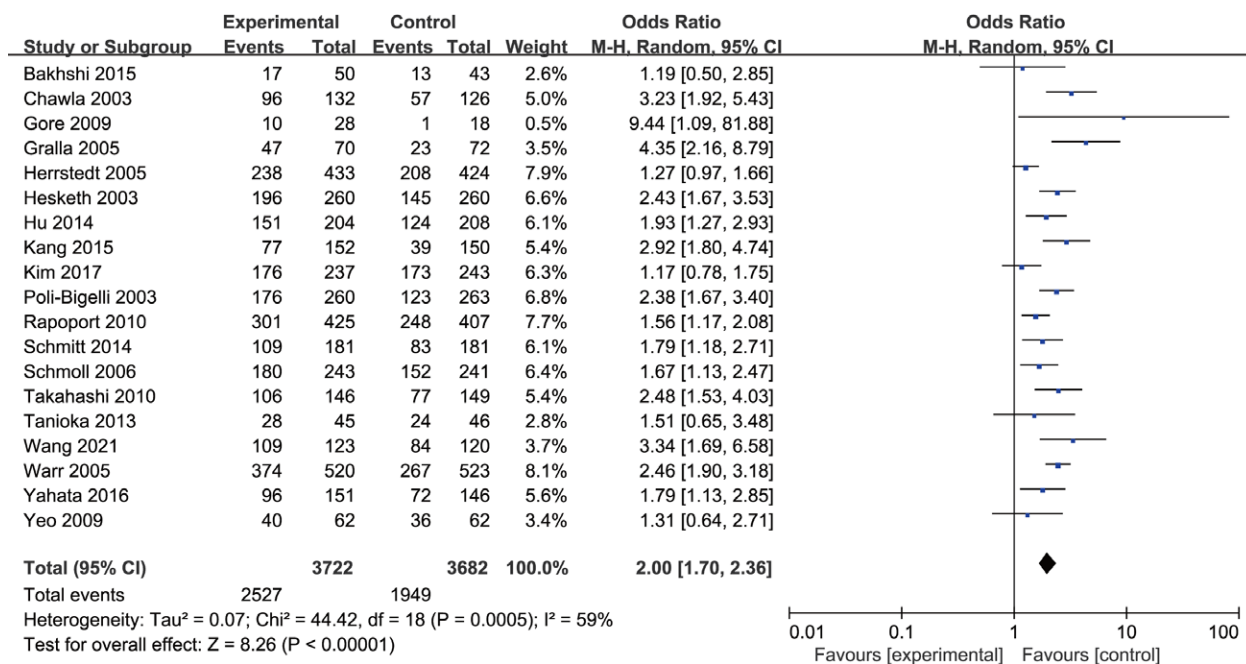 Experimental Control Odds Ratio Odds Ratio
Study or Subgroup Events Total Events Total Weight M-H, Random, 95% CI M-H, Random, 95% CI
Bakhshi 2015 17 50 13 43 2.6% 1.19 [0.50, 2.85]
Chawla 2003 96 132 57 126 5.0% 3.23 [1.92, 5.43]
Gore 2009 10 28 1 18 0.5% 9.44 [1.09, 81.88]
Gralla 2005 47 70 23 72 3.5% 4.35 [2.16, 8.79]
Herrstedt 2005 238 433 208 424 7.9% 1.27 [0.97, 1.66]
Hesketh 2003 196 260 145 260 6.6% 2.43 [1.67, 3.53]
Hu 2014 151 204 124 208 6.1% 1.93 [1.27, 2.93]
Kang 2015 77 152 39 150 5.4% 2.92 [1.80, 4.74]
Kim 2017 176 237 173 243 6.3% 1.17 [0.78, 1.75]
Poli-Bigelli 2003 176 260 123 263 6.8% 2.38 [1.67, 3.40]
Rapoport 2010 301 425 248 407 7.7% 1.56 [1.17, 2.08]
Schmitt 2014 109 181 83 181 6.1% 1.79 [1.18, 2.71]
Schmoll 2006 180 243 152 241 6.4% 1.67 [1.13, 2.47]
Takahashi 2010 106 146 77 149 5.4% 2.48 [1.53, 4.03]
Tanioka 2013 28 45 24 46 2.8% 1.51 [0.65, 3.48]
Wang 2021 109 123 84 120 3.7% 3.34 [1.69, 6.58]
Warr 2005 374 520 267 523 8.1% 2.46 [1.90, 3.18]
Yahata 2016 96 151 72 146 5.6% 1.79 [1.13, 2.85]
Yeo 2009 40 62 36 62 3.4% 1.31 [0.64, 2.71]
Total (95% CI) 3722 3682 100.0% 2.00 [1.70, 2.36]
Total events 2527 1949
Heterogeneity: Tau² = 0.07; Chi² = 44.42, df = 18 (P = 0.0005); I² = 59%
Test for overall effect: Z = 8.26 (P < 0.00001)
0.01 0.1 1 10 100
Favours [experimental] Favours [control]